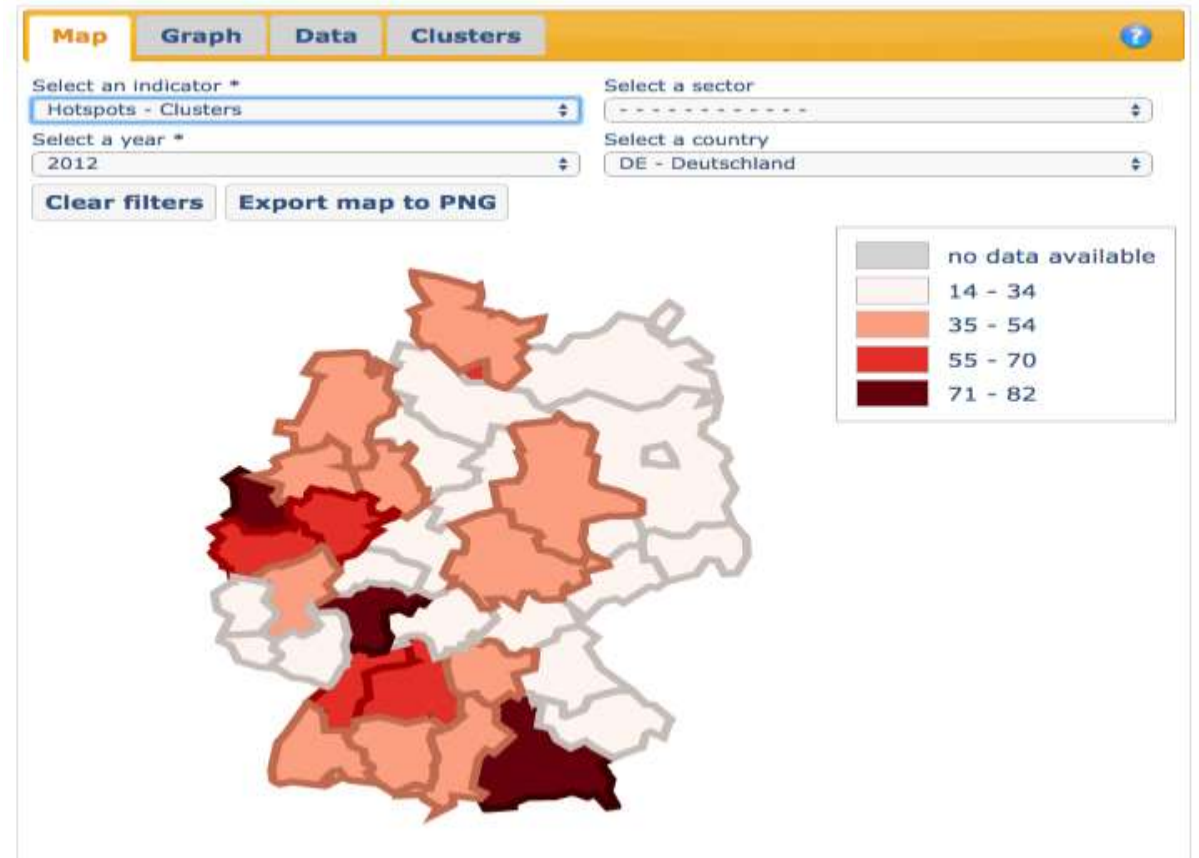 Map Graph Data Clusters ?
Select an indicator * Select a sector
Hotspots - Clusters - - - - - - - - - - - -
Select a year * Select a country
2012 DE - Deutschland
Clear filters Export map to PNG
no data available
14 - 34
35 - 54
55 - 70
71 - 82